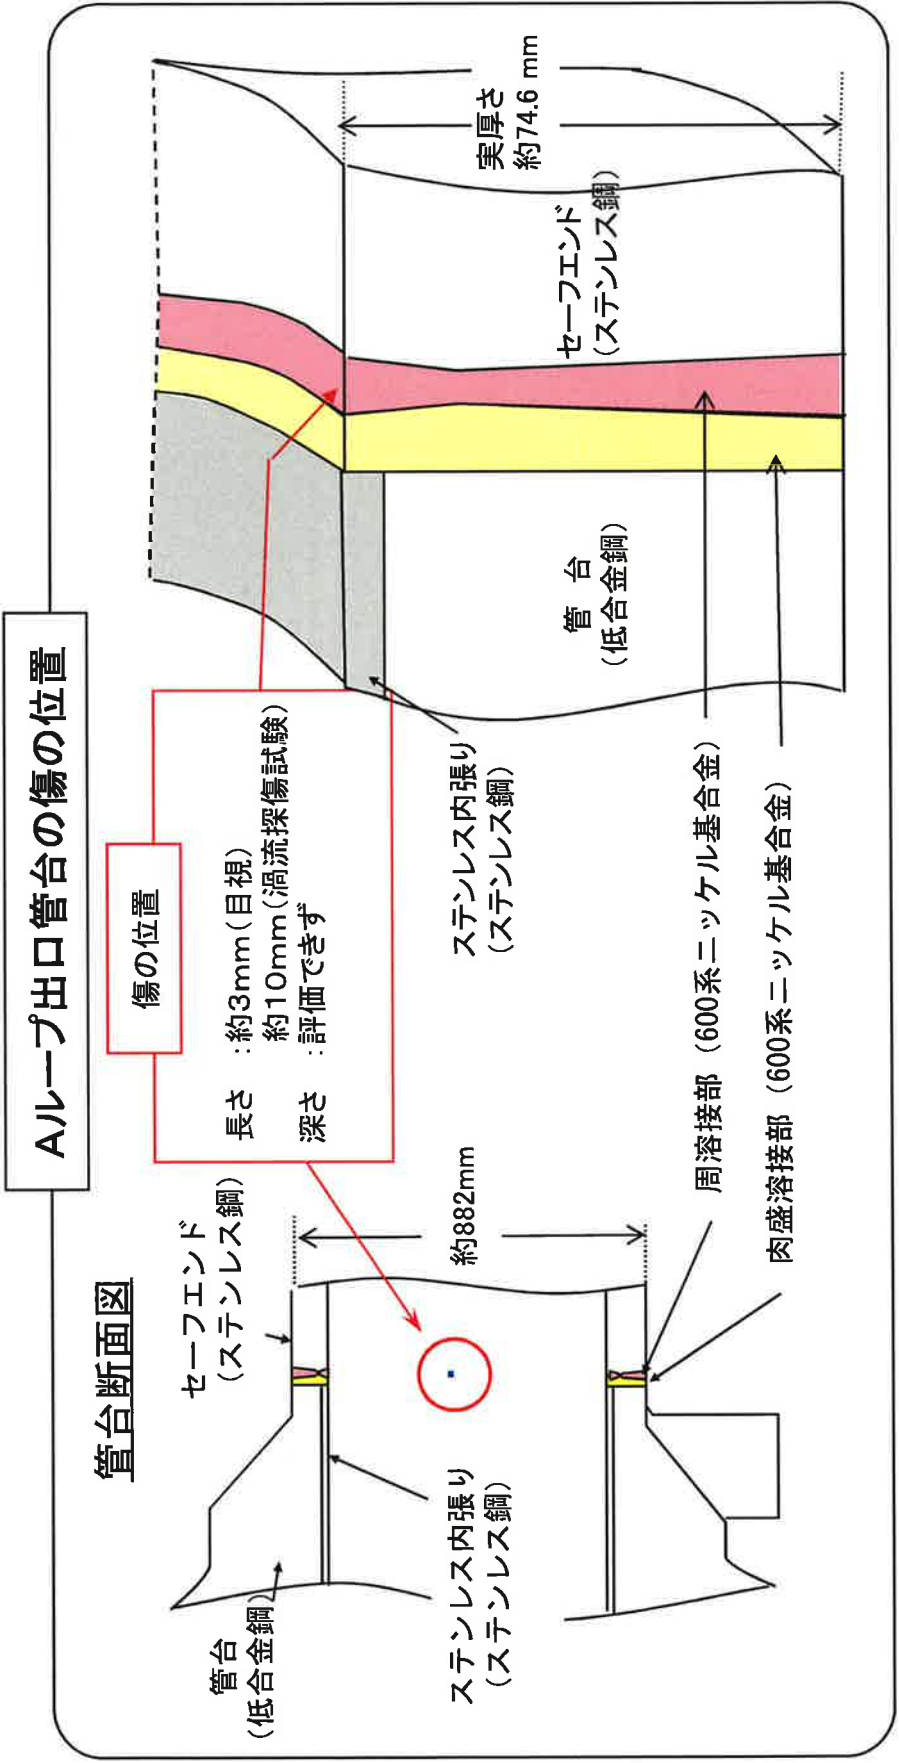 Aループ出口管台の傷の位置
管台断面図
傷の位置
長さ　：約3mm（目視）
約10mm（渦流探傷試験）
深さ　：評価できず
セーフエンド
（ステンレス鋼）
管台
（低合金鋼）
ステンレス内張り
（ステンレス鋼）
約882mm
ステンレス内張り
（ステンレス鋼）
管　台
（低合金鋼）
セーフエンド
（ステンレス鋼）
実厚さ
約74.6 mm
周溶接部（600系ニッケル基合金）
肉盛溶接部（600系ニッケル基合金）